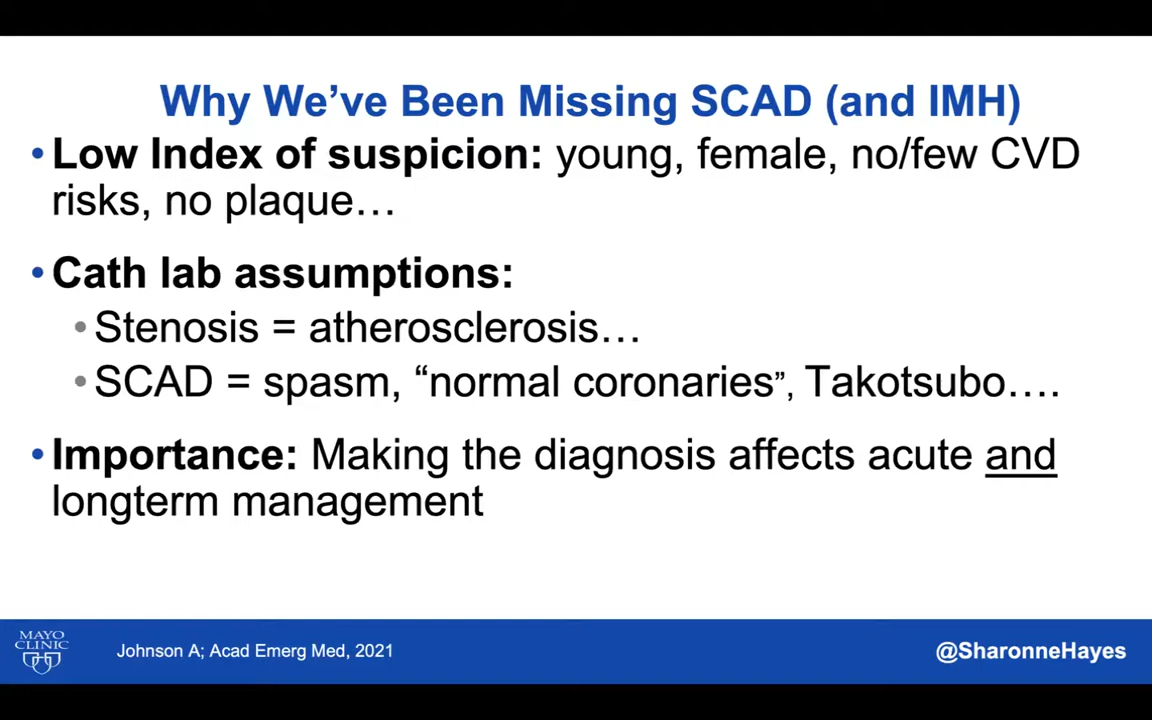 Why We’ve Been Missing SCAD (and IMH)
•Low Index of suspicion: young, female, no/few CVD
risks, no plaque…
•Cath lab assumptions:
•Stenosis = atherosclerosis…
•SCAD = spasm, “normal coronaries”, Takotsubo….
•Importance: Making the diagnosis affects acute and
longterm management
MAYO
CLINIC
Johnson A; Acad Emerg Med, 2021
@SharonneHayes